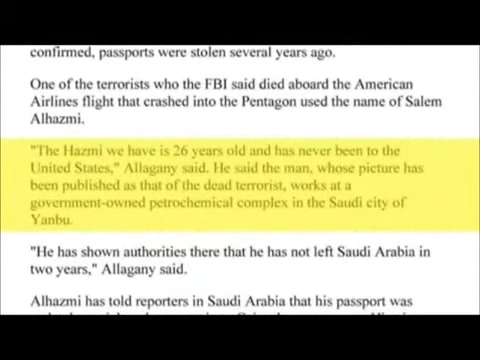 confirmed, passports were stolen several years ago.
One of the terrorists who the FBI said died aboard the American
Airlines flight that crashed into the Pentagon used the name of Salem
Alhazmi.
"The Hazmi we have is 26 years old and has never been to the
United States," Allagany said. He said the man, whose picture has
been published as that of the dead terrorist, works at a
government-owned petrochemical complex in the Saudi city of
Yanbu.
"He has shown authorities there that he has not left Saudi Arabia in
two years," Allagany said.
Alhazmi has told reporters in Saudi Arabia that his passport was